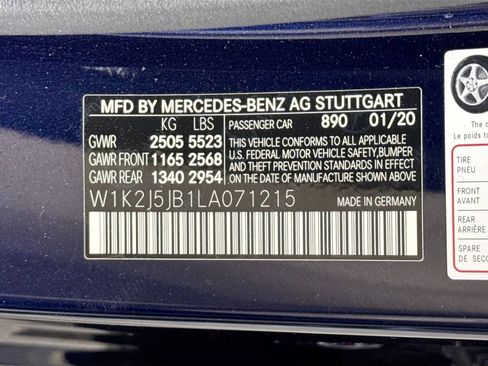 MFD BY MERCEDES-BENZ AG STUTTGART
KG LBS PASSENGER CAR 890 01/20
GVWR 2505 5523
GAWR FRONT 1165 2568
GAWR REAR 1340 2954
THIS VEHICLE CONFORMS TO ALL APPLICABLE
U.S. FEDERAL MOTOR VEHICLE SAFETY, BUMPER,
AND THEFT PREVENTION STANDARDS IN EFFECT
ON THE DATE OF MANUFACTURE SHOWN ABOVE.
W1K2J5JB1LA071215 MADE IN GERMANY
The
Le poids
TIRE
PNEU
FRONT
AVANT
REAR
ARRIÈRE
SPARE
DE SECO